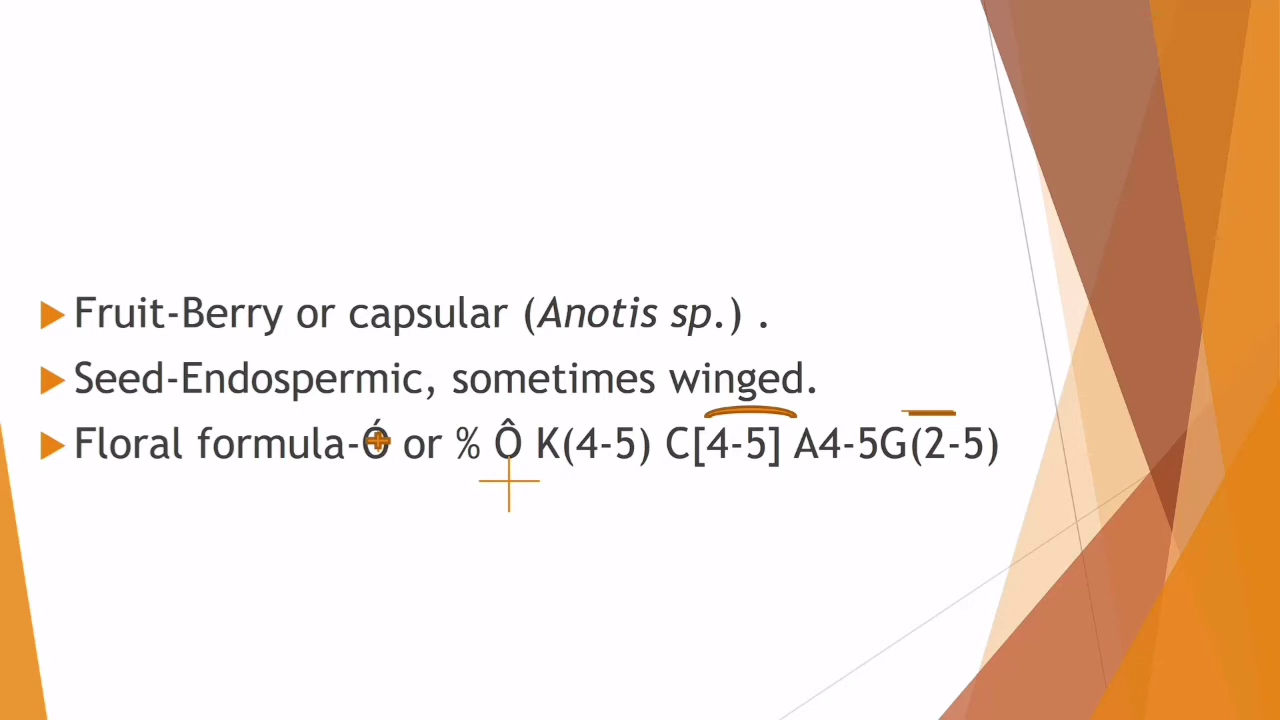 Fruit-Berry or capsular (Anotis sp.) .
Seed-Endospermic, sometimes winged.
Floral formula-Ó or % Ô K(4-5) C[4-5] A4-5G(2-5)